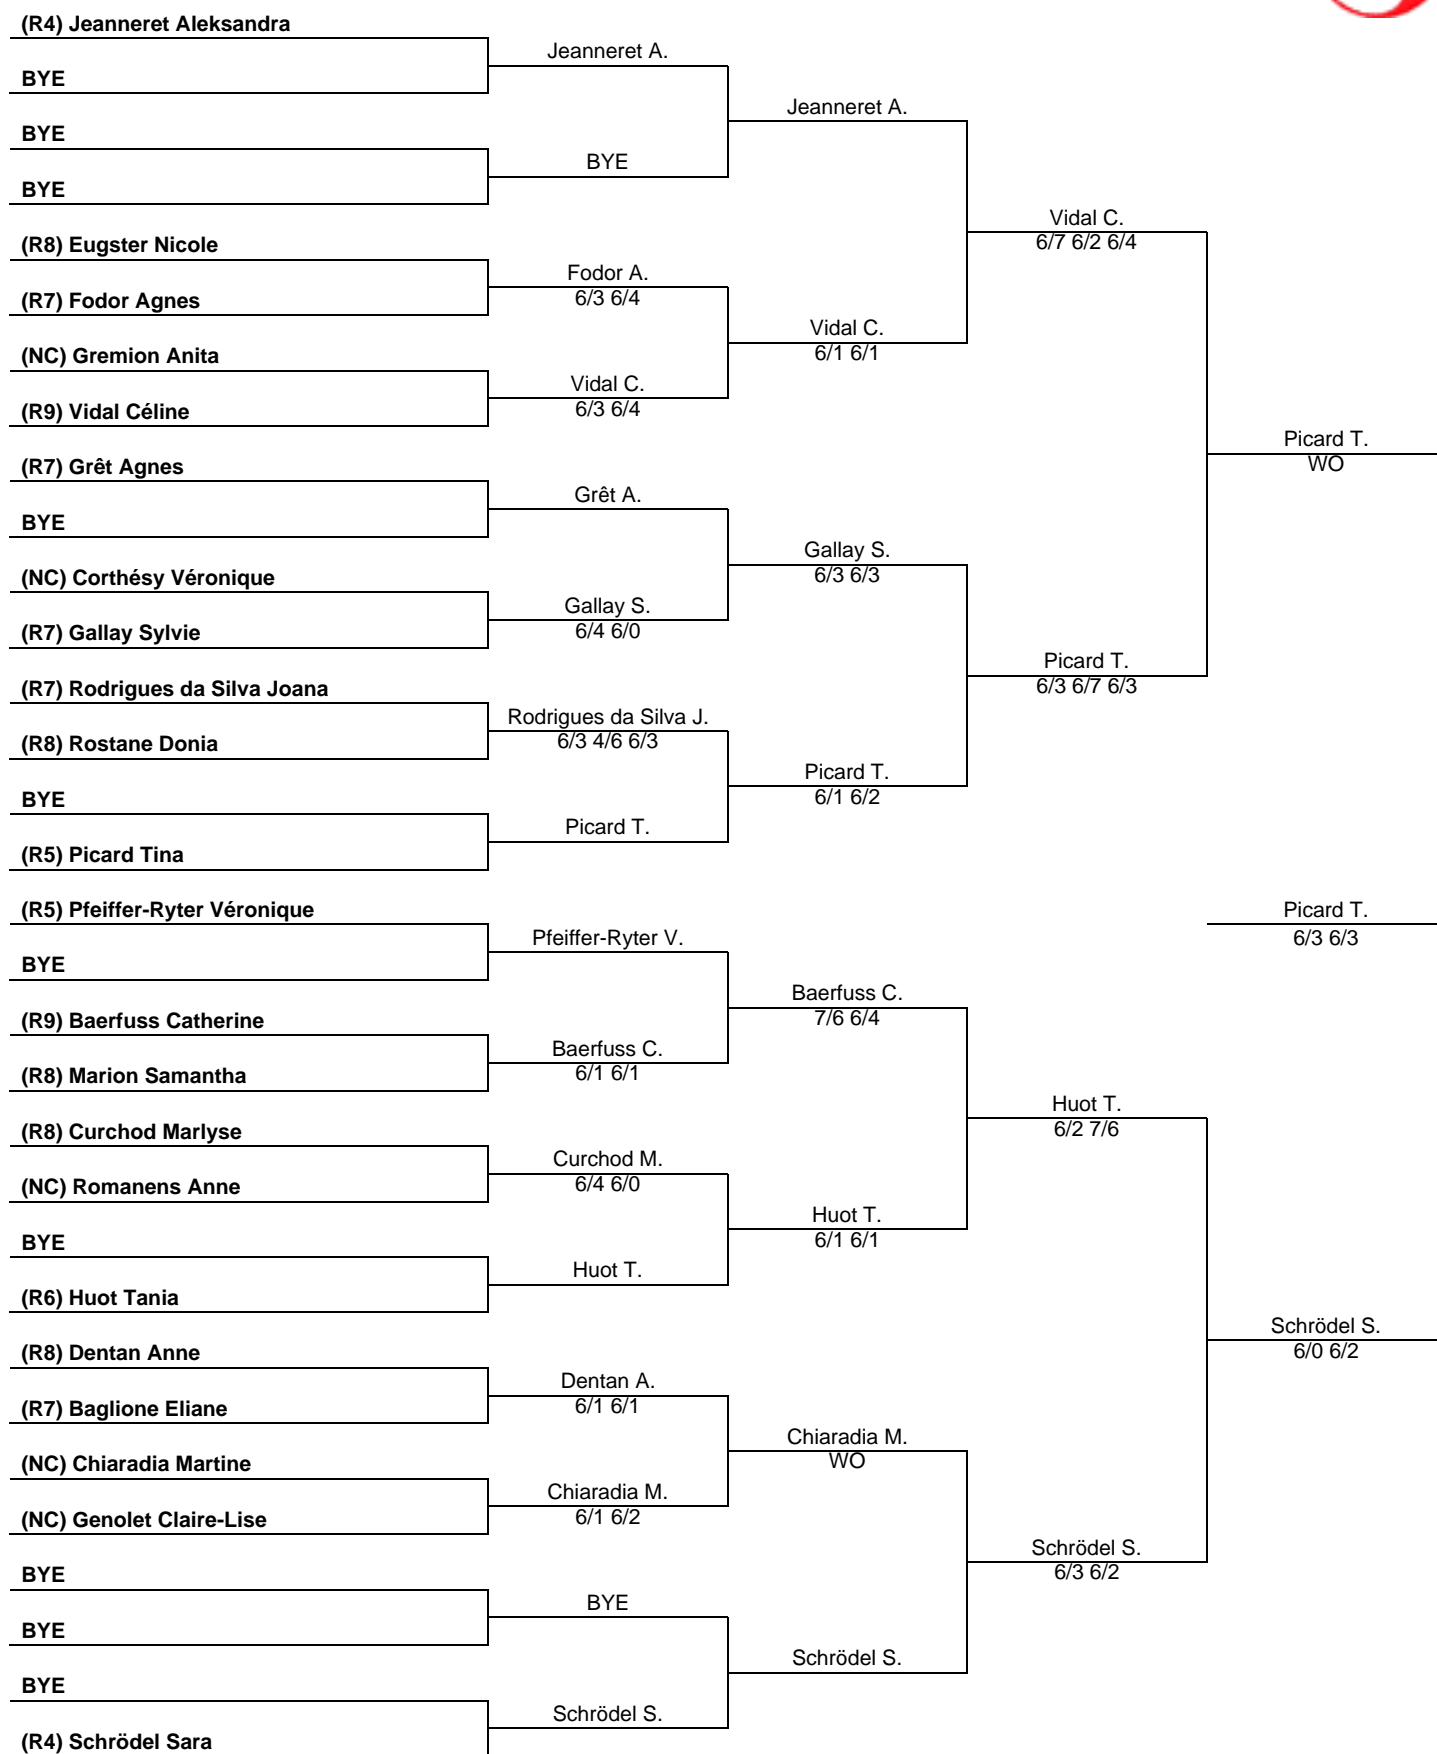 (R4) Jeanneret Aleksandra
Jeanneret A.
BYE
Jeanneret A.
BYE
BYE
BYE
Vidal C.
6/7 6/2 6/4
(R8) Eugster Nicole
Fodor A.
6/3 6/4
(R7) Fodor Agnes
Vidal C.
6/1 6/1
(NC) Gremion Anita
Vidal C.
6/3 6/4
(R9) Vidal Céline
Picard T.
WO
(R7) Grêt Agnes
Grêt A.
BYE
Gallay S.
6/3 6/3
(NC) Corthésy Véronique
Gallay S.
6/4 6/0
(R7) Gallay Sylvie
Picard T.
6/3 6/7 6/3
(R7) Rodrigues da Silva Joana
Rodrigues da Silva J.
6/3 4/6 6/3
(R8) Rostane Donia
Picard T.
6/1 6/2
BYE
Picard T.
(R5) Picard Tina
(R5) Pfeiffer-Ryter Véronique
Picard T.
6/3 6/3
Pfeiffer-Ryter V.
BYE
Baerfuss C.
7/6 6/4
(R9) Baerfuss Catherine
Baerfuss C.
6/1 6/1
(R8) Marion Samantha
Huot T.
6/2 7/6
(R8) Curchod Marlyse
Curchod M.
6/4 6/0
(NC) Romanens Anne
Huot T.
6/1 6/1
BYE
Huot T.
(R6) Huot Tania
Schrödel S.
6/0 6/2
(R8) Dentan Anne
Dentan A.
6/1 6/1
(R7) Baglione Eliane
Chiaradia M.
WO
(NC) Chiaradia Martine
Chiaradia M.
6/1 6/2
(NC) Genolet Claire-Lise
Schrödel S.
6/3 6/2
BYE
BYE
BYE
Schrödel S.
BYE
Schrödel S.
(R4) Schrödel Sara